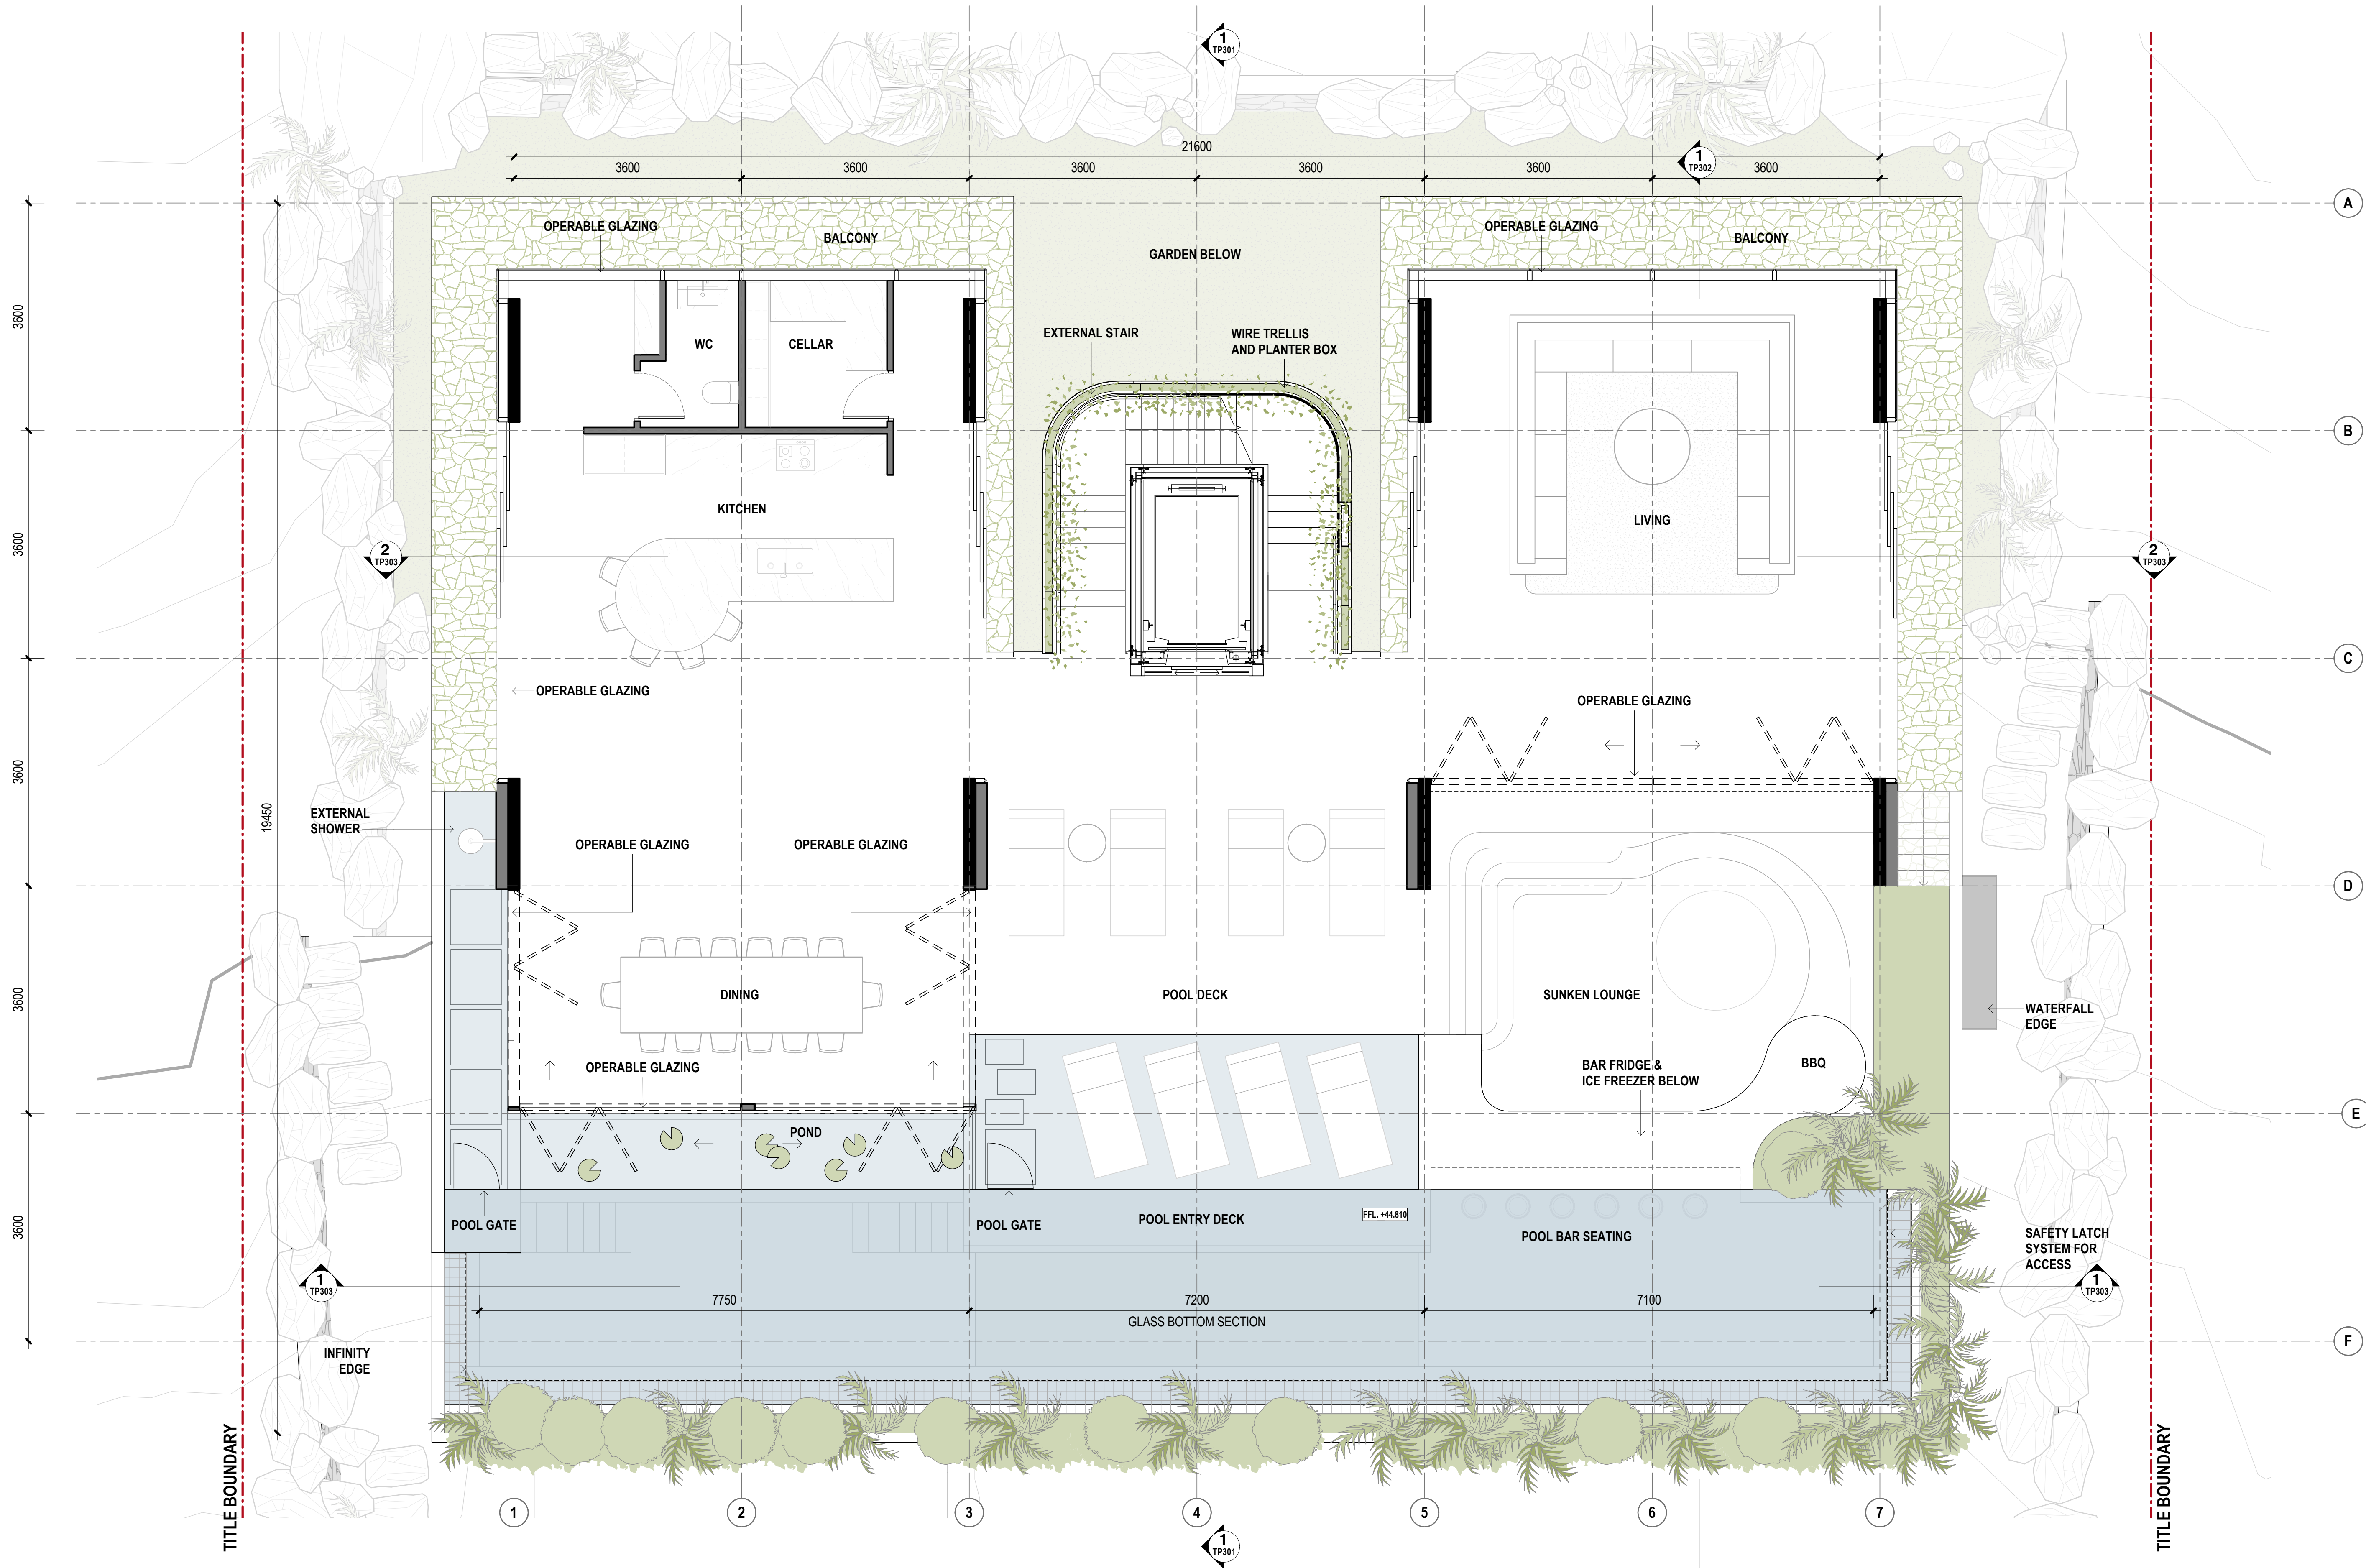 1
TP301
21600
1
TP302
3600
3600
3600
3600
3600
3600
A
OPERABLE GLAZING
BALCONY
OPERABLE GLAZING
BALCONY
GARDEN BELOW
3600
EXTERNAL STAIR
WIRE TRELLIS
AND PLANTER BOX
WC
CELLAR
B
KITCHEN
LIVING
3600
2
TP303
2
TP303
C
OPERABLE GLAZING
OPERABLE GLAZING
3600
19450
EXTERNAL
SHOWER
OPERABLE GLAZING
OPERABLE GLAZING
D
3600
DINING
POOL DECK
SUNKEN LOUNGE
WATERFALL
EDGE
OPERABLE GLAZING
BAR FRIDGE &
ICE FREEZER BELOW
BBQ
E
POND
3600
POOL GATE
POOL GATE
POOL ENTRY DECK
FFL. +44.810
POOL BAR SEATING
SAFETY LATCH
SYSTEM FOR
ACCESS
1
TP303
1
TP303
7750
7200
7100
GLASS BOTTOM SECTION
F
INFINITY
EDGE
TITLE BOUNDARY
TITLE BOUNDARY
1
2
3
4
5
6
7
1
TP301